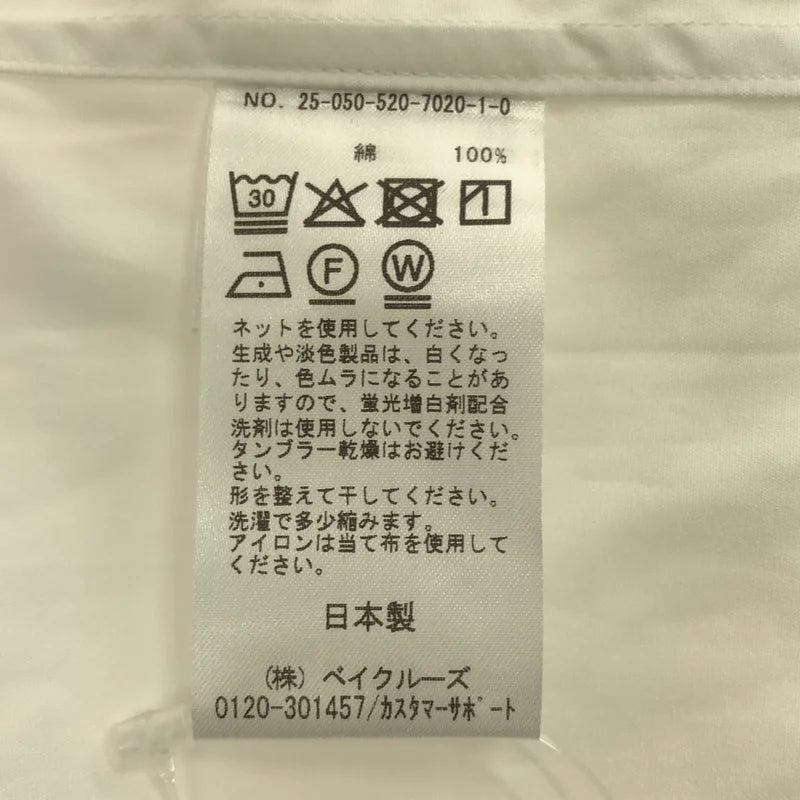 NO. 25-050-520-7020-1-0
綿 100%
30
F W
ネットを使用してください。
生成や淡色製品は、白くなっ
たり、色ムラになることがあ
りますので、蛍光増白剤配合
洗剤は使用しないでください。
タンブラー乾燥はお避けくだ
さい。
形を整えて干してください。
洗濯で多少縮みます。
アイロンは当て布を使用して
ください。
日本製
(株) ベイクルーズ
0120-301457/カスタマーサポート